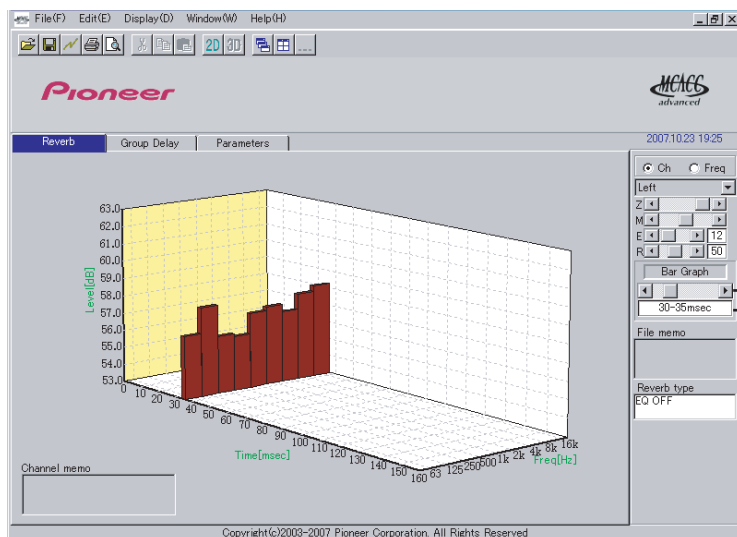 File(F) Edit(E) Display(D) Window(W) Help(H)
2D 3D ...
Pioneer
MCACC
advanced
Reverb Group Delay Parameters
2007.10.23 19:25
Ch Freq
Left
Z
M
E 12
R 50
Bar Graph
30-35msec
File memo
Reverb type
EQ OFF
63.0
62.0
61.0
60.0
59.0
58.0
57.0
56.0
55.0
54.0
53.0
Level[dB]
0 10 20 30 40 50 60 70 80 90 100 110 120 130 140 150 160
Time[msec]
63 125 250 500 1k 2k 4k 8k 16k
Freq[Hz]
Channel memo
Copyright(c)2003-2007 Pioneer Corporation. All Rights Reserved